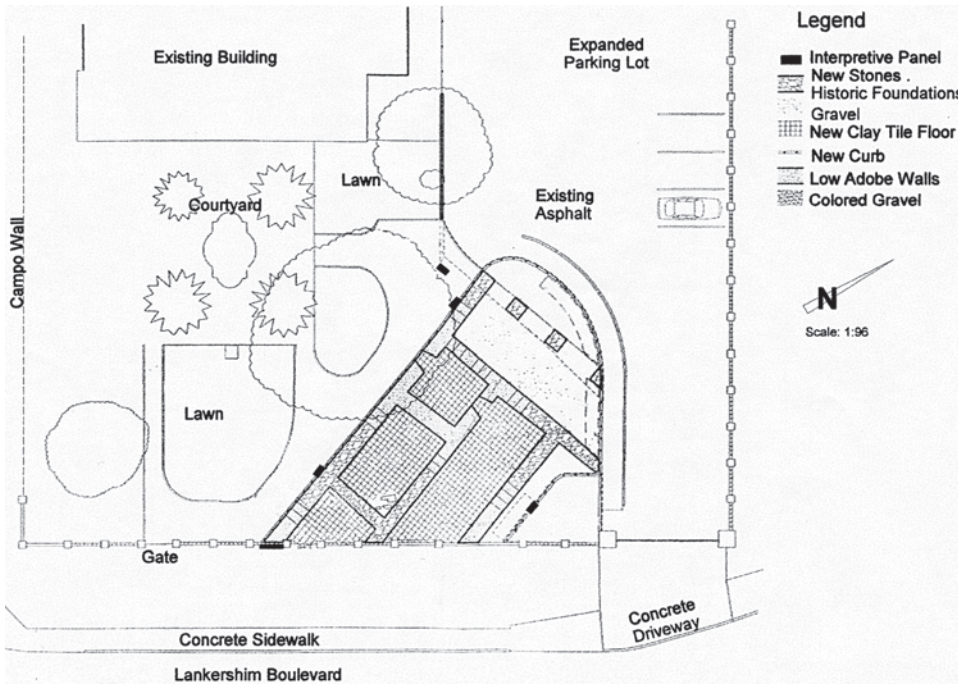 Existing Building
Expanded
Parking Lot
Legend
Interpretive Panel
New Stones .
Historic Foundations
Gravel
New Clay Tile Floor
New Curb
Low Adobe Walls
Colored Gravel
Lawn
Courtyard
Existing
Asphalt
Campo Wall
N
Scale: 1:96
Lawn
Gate
Concrete Sidewalk
Concrete
Driveway
Lankershim Boulevard